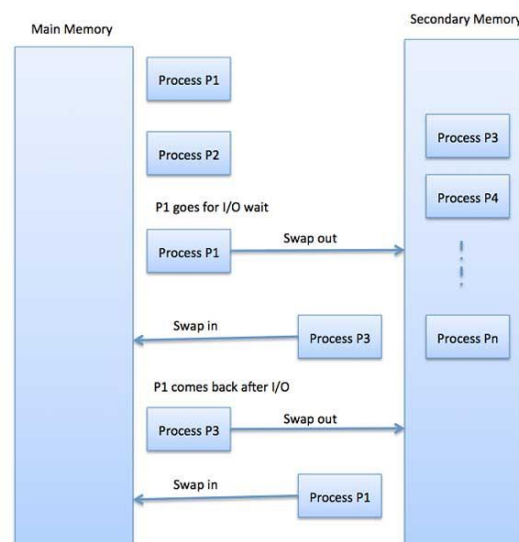 Main Memory
Secondary Memory
Process P1
Process P2
Process P3
Process P4
P1 goes for I/O wait
Process P1
Swap out
Swap in
Process P3
Process Pn
P1 comes back after I/O
Process P3
Swap out
Swap in
Process P1